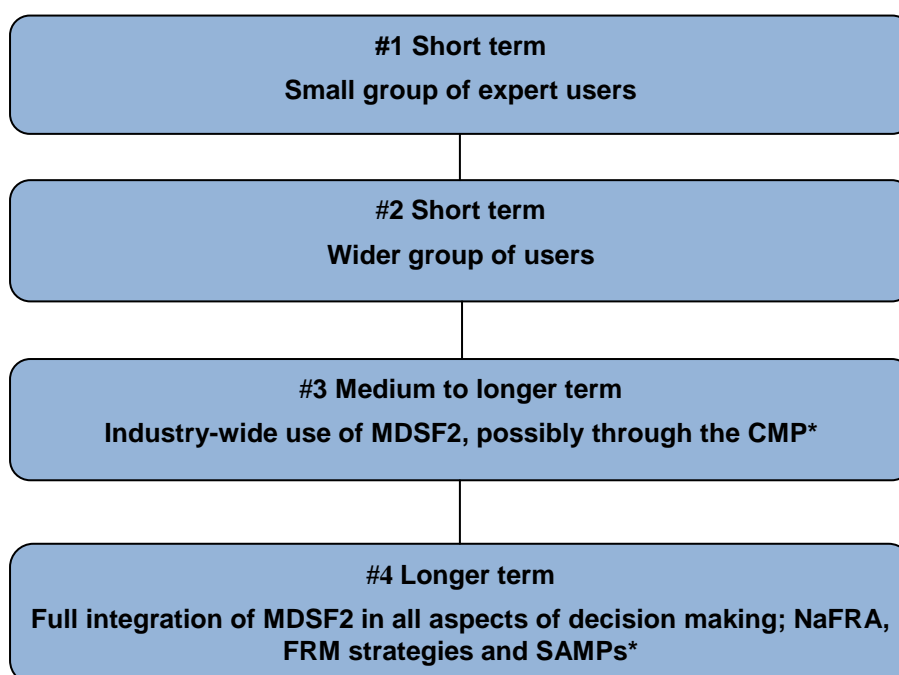 #1 Short term
Small group of expert users
#2 Short term
Wider group of users
#3 Medium to longer term
Industry-wide use of MDSF2, possibly through the CMP*
#4 Longer term
Full integration of MDSF2 in all aspects of decision making; NaFRA,
FRM strategies and SAMPs*